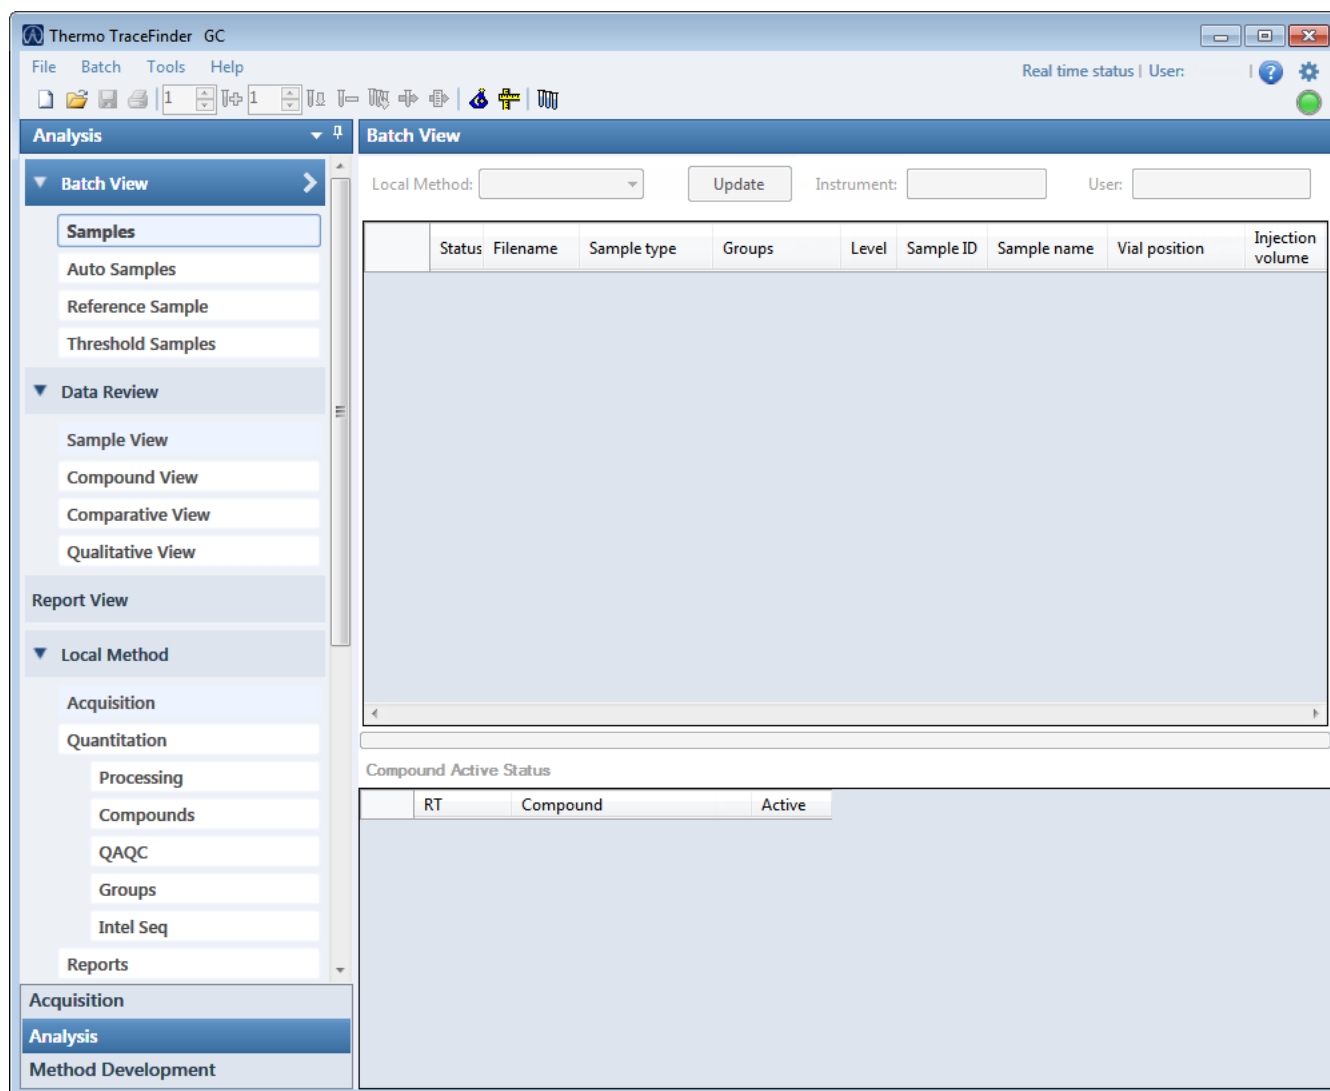 Thermo TraceFinder GC
File Batch Tools Help
Real time status | User: |
1 1
Analysis
Batch View
Samples
Auto Samples
Reference Sample
Threshold Samples
Data Review
Sample View
Compound View
Comparative View
Qualitative View
Report View
Local Method
Acquisition
Quantitation
Processing
Compounds
QAQC
Groups
Intel Seq
Reports
Acquisition
Analysis
Method Development
Batch View
Local Method: Update Instrument: User:
Status Filename Sample type Groups Level Sample ID Sample name Vial position Injection volume
Compound Active Status
RT Compound Active